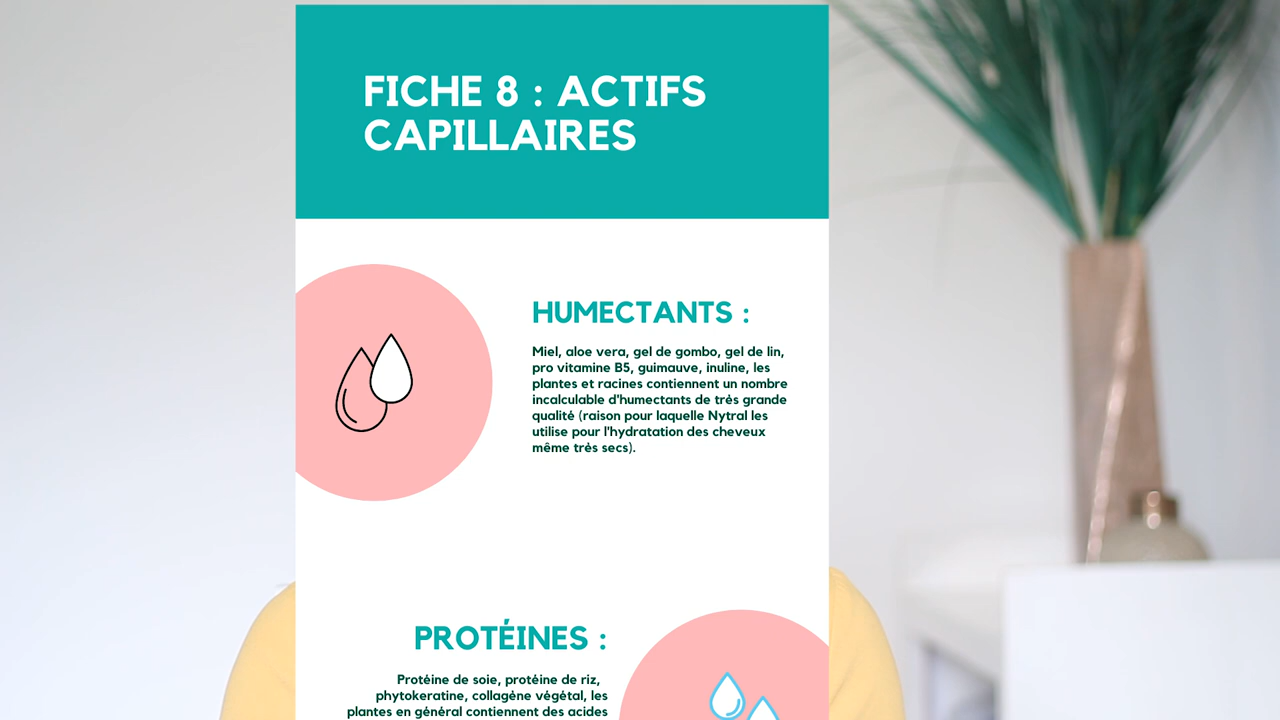 FICHE 8 : ACTIFS
CAPILLAIRES
HUMECTANTS :
Miel, aloe vera, gel de gombo, gel de lin,
pro vitamine B5, guimauve, inuline, les
plantes et racines contiennent un nombre
incalculable d'humectants de très grande
qualité (raison pour laquelle Nytral les
utilise pour l'hydratation des cheveux
même très secs).
PROTÉINES :
Protéine de soie, protéine de riz,
phytokeratine, collagène végétal, les
plantes en général contiennent des acides